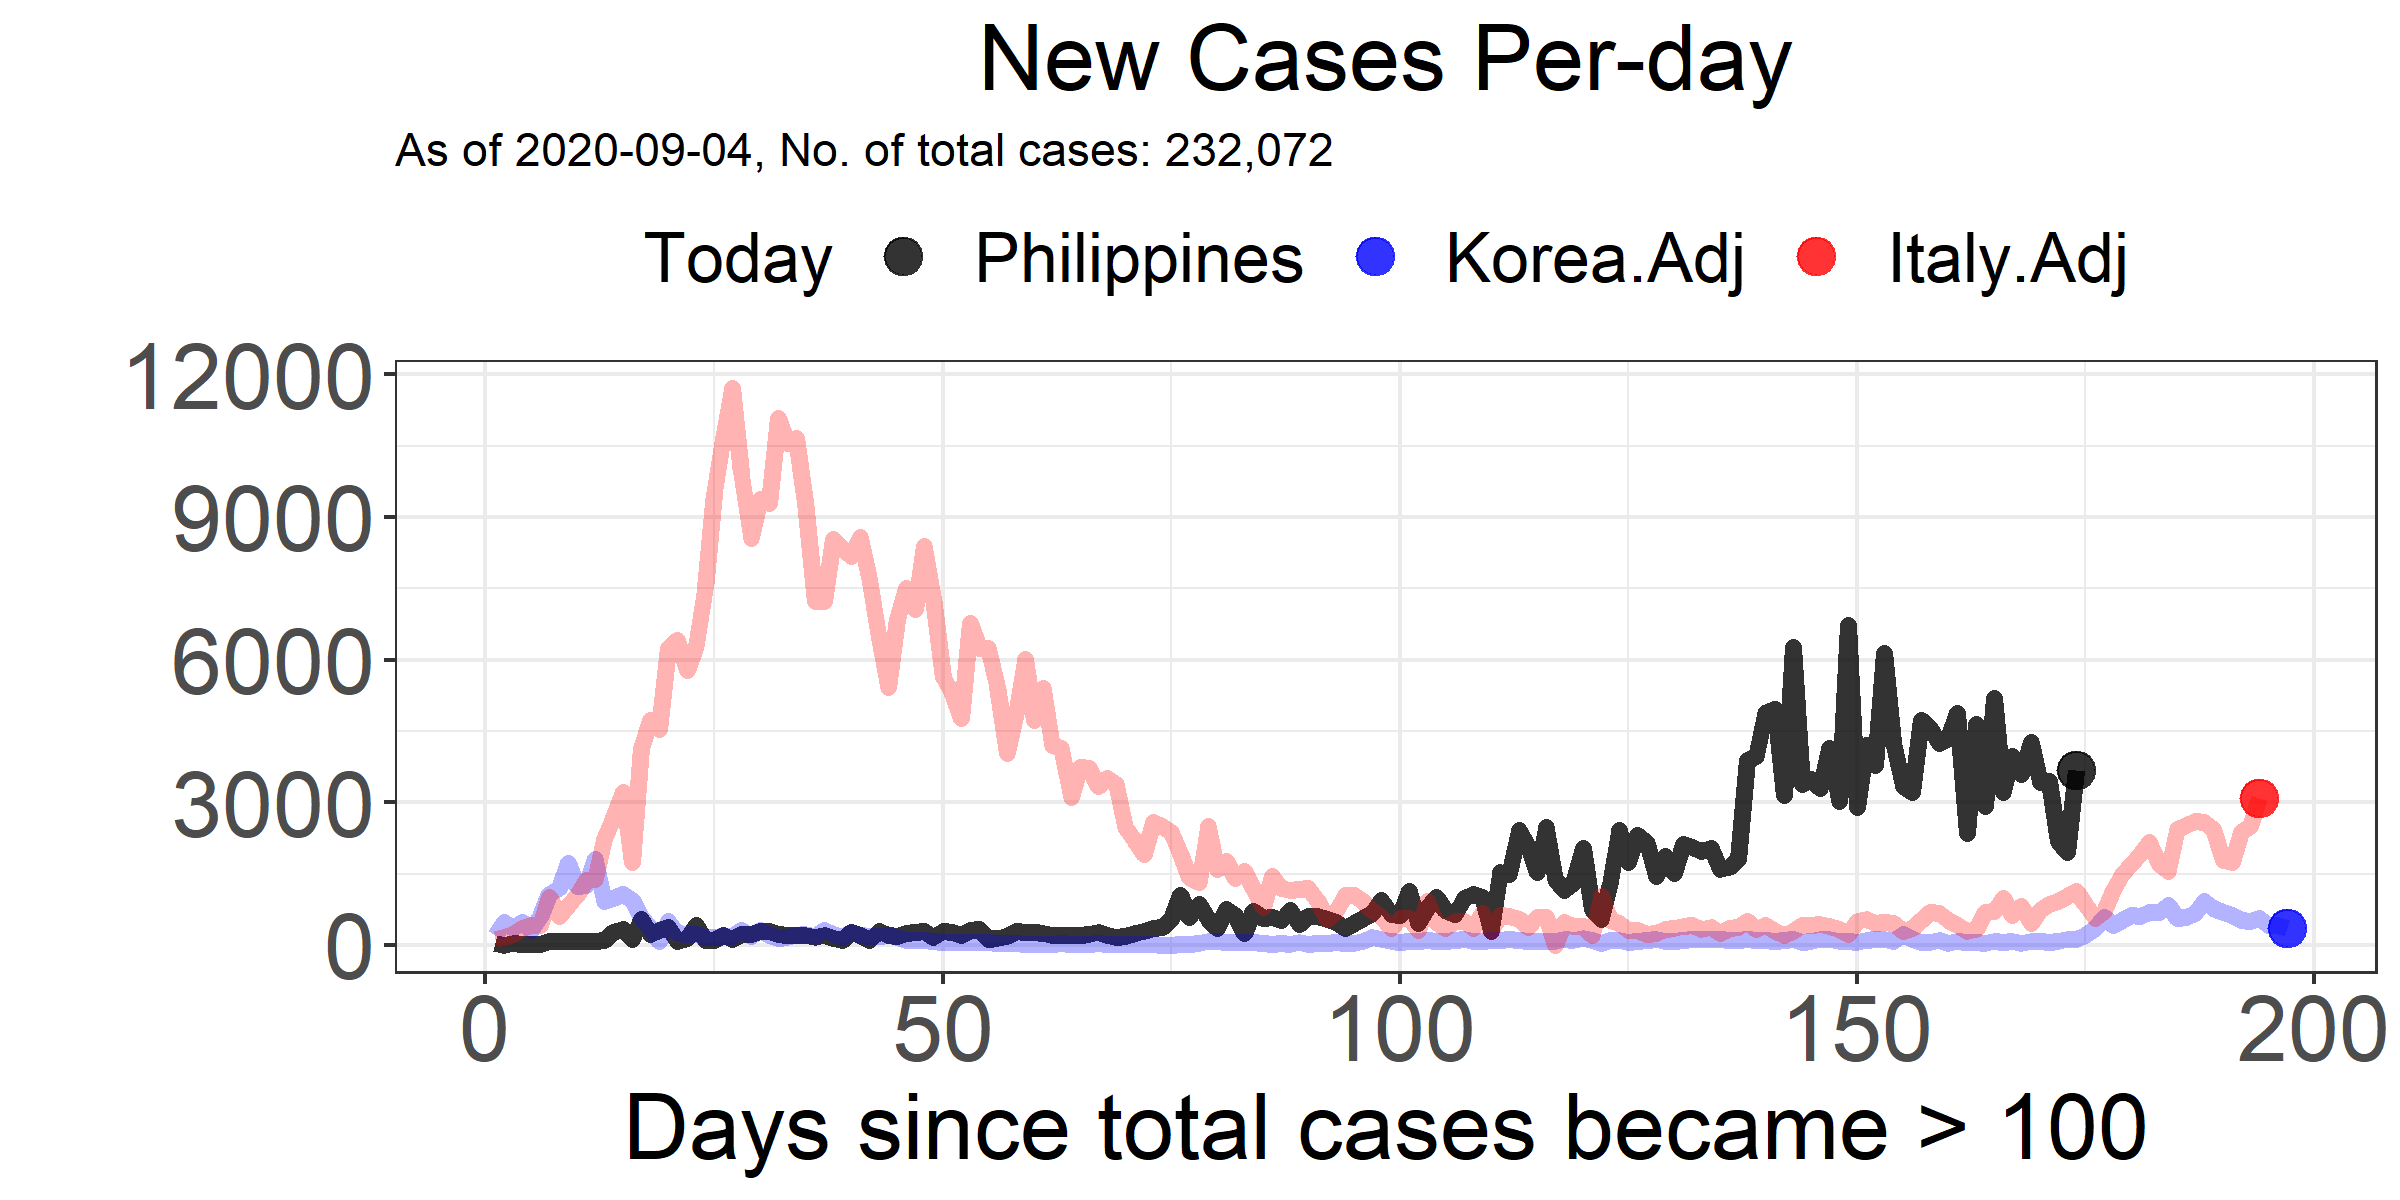 New Cases Per-day
As of 2020-09-04, No. of total cases: 232,072
Today Philippines Korea.Adj Italy.Adj
12000
9000
6000
3000
0
0 50 100 150 200
Days since total cases became > 100